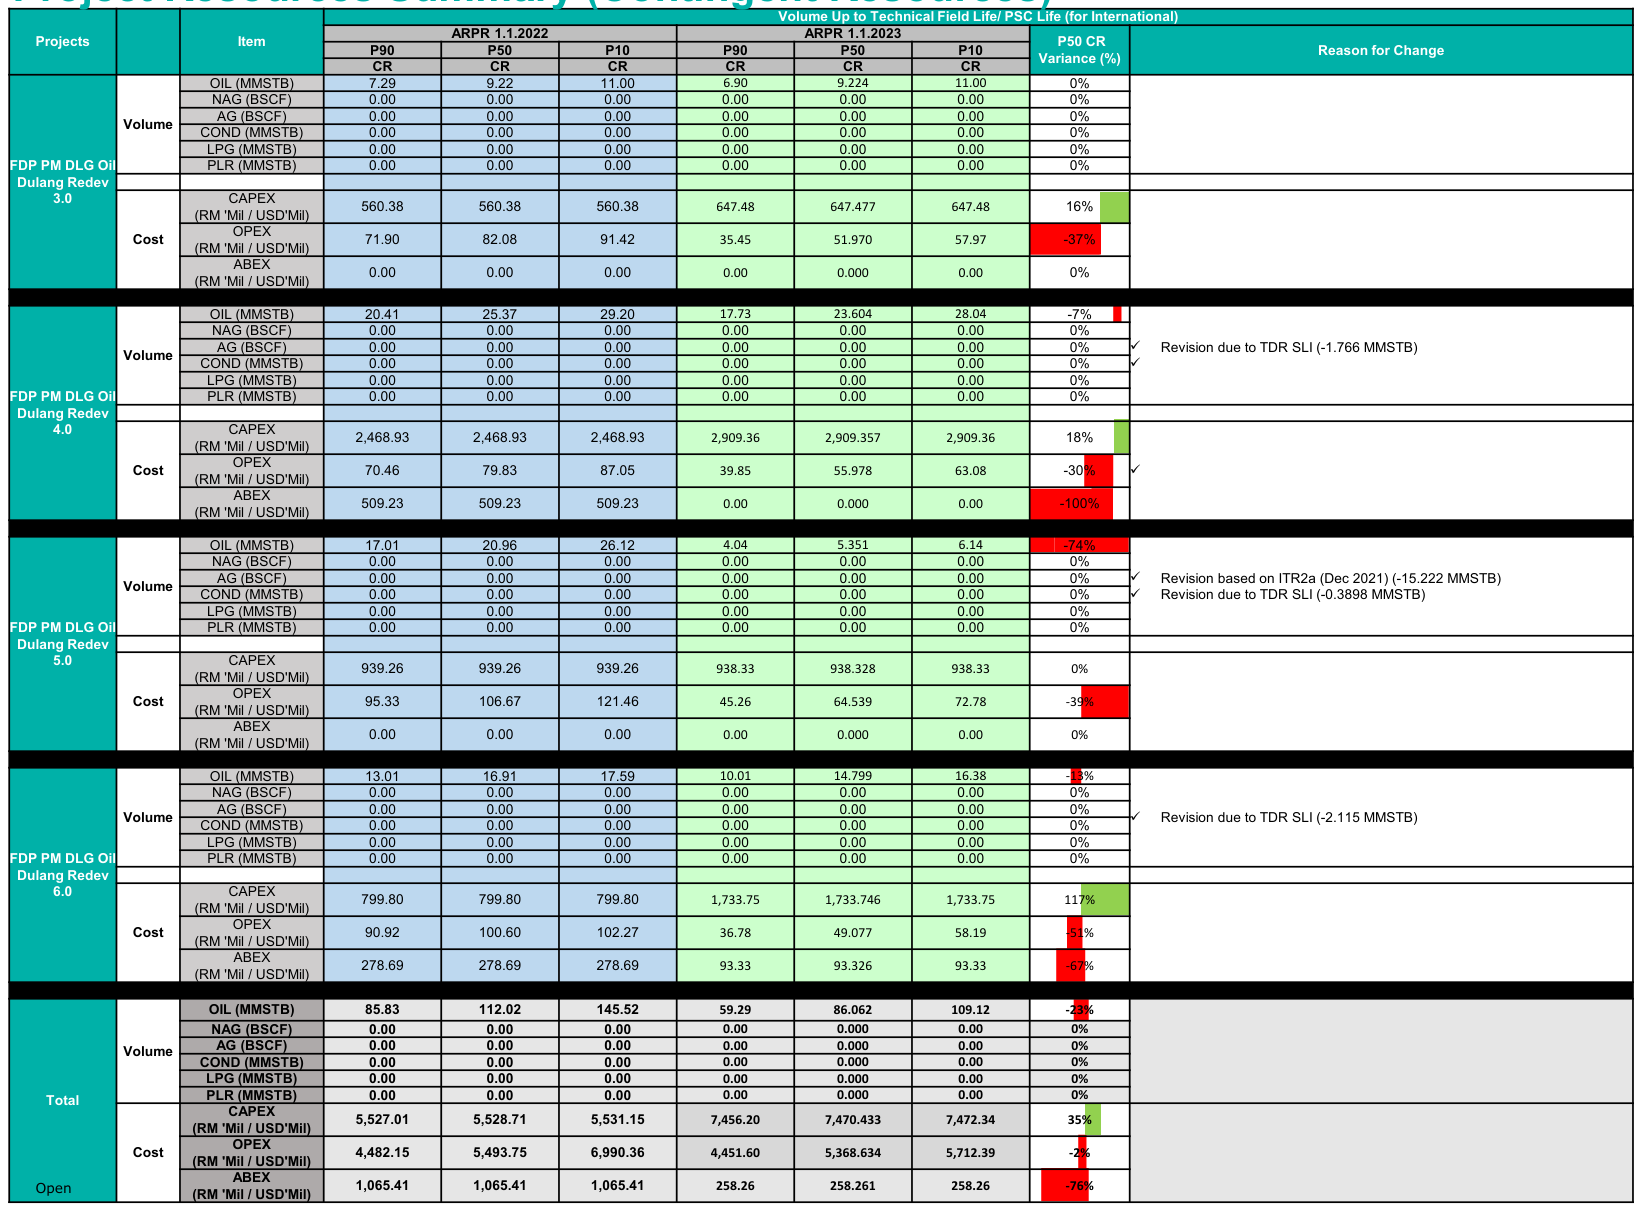 Project Resources Summary (Contingent Resources)
Projects Item Volume Up to Technical Field Life/ PSC Life (for International)
ARPR 1.1.2022 ARPR 1.1.2023 P50 CR Variance (%) Reason for Change
P90 P50 P10 P90 P50 P10
CR CR CR CR CR CR
FDP PM DLG Oil Dulang Redev 3.0
Volume
OIL (MMSTB) 7.29 9.22 11.00 6.90 9.224 11.00 0%
NAG (BSCF) 0.00 0.00 0.00 0.00 0.00 0.00 0%
AG (BSCF) 0.00 0.00 0.00 0.00 0.00 0.00 0%
COND (MMSTB) 0.00 0.00 0.00 0.00 0.00 0.00 0%
LPG (MMSTB) 0.00 0.00 0.00 0.00 0.00 0.00 0%
PLR (MMSTB) 0.00 0.00 0.00 0.00 0.00 0.00 0%
Cost
CAPEX (RM 'Mil / USD'Mil) 560.38 560.38 560.38 647.48 647.477 647.48 16%
OPEX (RM 'Mil / USD'Mil) 71.90 82.08 91.42 35.45 51.970 57.97 -37%
ABEX (RM 'Mil / USD'Mil) 0.00 0.00 0.00 0.00 0.000 0.00 0%
FDP PM DLG Oil Dulang Redev 4.0
Volume
OIL (MMSTB) 20.41 25.37 29.20 17.73 23.604 28.04 -7%
NAG (BSCF) 0.00 0.00 0.00 0.00 0.00 0.00 0%
AG (BSCF) 0.00 0.00 0.00 0.00 0.00 0.00 0% ✓ Revision due to TDR SLI (-1.766 MMSTB)
COND (MMSTB) 0.00 0.00 0.00 0.00 0.00 0.00 0% ✓
LPG (MMSTB) 0.00 0.00 0.00 0.00 0.00 0.00 0%
PLR (MMSTB) 0.00 0.00 0.00 0.00 0.00 0.00 0%
Cost
CAPEX (RM 'Mil / USD'Mil) 2,468.93 2,468.93 2,468.93 2,909.36 2,909.357 2,909.36 18%
OPEX (RM 'Mil / USD'Mil) 70.46 79.83 87.05 39.85 55.978 63.08 -30% ✓
ABEX (RM 'Mil / USD'Mil) 509.23 509.23 509.23 0.00 0.000 0.00 -100%
FDP PM DLG Oil Dulang Redev 5.0
Volume
OIL (MMSTB) 17.01 20.96 26.12 4.04 5.351 6.14 -74%
NAG (BSCF) 0.00 0.00 0.00 0.00 0.00 0.00 0%
AG (BSCF) 0.00 0.00 0.00 0.00 0.00 0.00 0% ✓ Revision based on ITR2a (Dec 2021) (-15.222 MMSTB)
COND (MMSTB) 0.00 0.00 0.00 0.00 0.00 0.00 0% ✓ Revision due to TDR SLI (-0.3898 MMSTB)
LPG (MMSTB) 0.00 0.00 0.00 0.00 0.00 0.00 0%
PLR (MMSTB) 0.00 0.00 0.00 0.00 0.00 0.00 0%
Cost
CAPEX (RM 'Mil / USD'Mil) 939.26 939.26 939.26 938.33 938.328 938.33 0%
OPEX (RM 'Mil / USD'Mil) 95.33 106.67 121.46 45.26 64.539 72.78 -39%
ABEX (RM 'Mil / USD'Mil) 0.00 0.00 0.00 0.00 0.000 0.00 0%
FDP PM DLG Oil Dulang Redev 6.0
Volume
OIL (MMSTB) 13.01 16.91 17.59 10.01 14.799 16.38 -13%
NAG (BSCF) 0.00 0.00 0.00 0.00 0.00 0.00 0%
AG (BSCF) 0.00 0.00 0.00 0.00 0.00 0.00 0%
COND (MMSTB) 0.00 0.00 0.00 0.00 0.00 0.00 0% ✓ Revision due to TDR SLI (-2.115 MMSTB)
LPG (MMSTB) 0.00 0.00 0.00 0.00 0.00 0.00 0%
PLR (MMSTB) 0.00 0.00 0.00 0.00 0.00 0.00 0%
Cost
CAPEX (RM 'Mil / USD'Mil) 799.80 799.80 799.80 1,733.75 1,733.746 1,733.75 117%
OPEX (RM 'Mil / USD'Mil) 90.92 100.60 102.27 36.78 49.077 58.19 -51%
ABEX (RM 'Mil / USD'Mil) 278.69 278.69 278.69 93.33 93.326 93.33 -67%
Total
Volume
OIL (MMSTB) 85.83 112.02 145.52 59.29 86.062 109.12 -23%
NAG (BSCF) 0.00 0.00 0.00 0.00 0.000 0.00 0%
AG (BSCF) 0.00 0.00 0.00 0.00 0.000 0.00 0%
COND (MMSTB) 0.00 0.00 0.00 0.00 0.000 0.00 0%
LPG (MMSTB) 0.00 0.00 0.00 0.00 0.000 0.00 0%
PLR (MMSTB) 0.00 0.00 0.00 0.00 0.000 0.00 0%
Cost
CAPEX (RM 'Mil / USD'Mil) 5,527.01 5,528.71 5,531.15 7,456.20 7,470.433 7,472.34 35%
OPEX (RM 'Mil / USD'Mil) 4,482.15 5,493.75 6,990.36 4,451.60 5,368.634 5,712.39 -2%
ABEX (RM 'Mil / USD'Mil) 1,065.41 1,065.41 1,065.41 258.26 258.261 258.26 -76%
Open